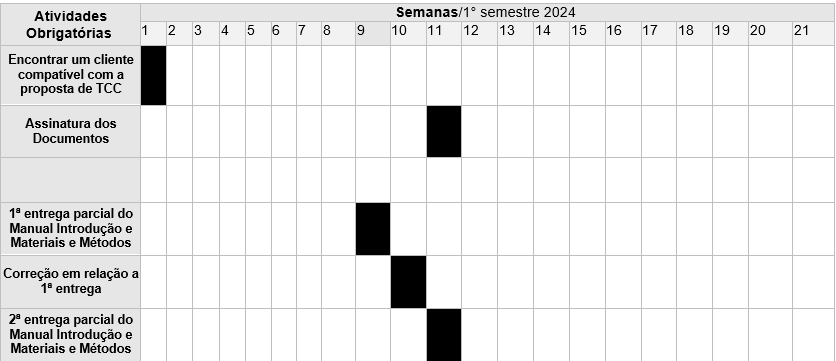 Atividades
Obrigatórias
Semanas/1° semestre 2024
1 2 3 4 5 6 7 8 9 10 11 12 13 14 15 16 17 18 19 20 21
Encontrar um cliente
compatível com a
proposta de TCC
Assinatura dos
Documentos
1ª entrega parcial do
Manual Introdução e
Materiais e Métodos
Correção em relação a
1ª entrega
2ª entrega parcial do
Manual Introdução e
Materiais e Métodos